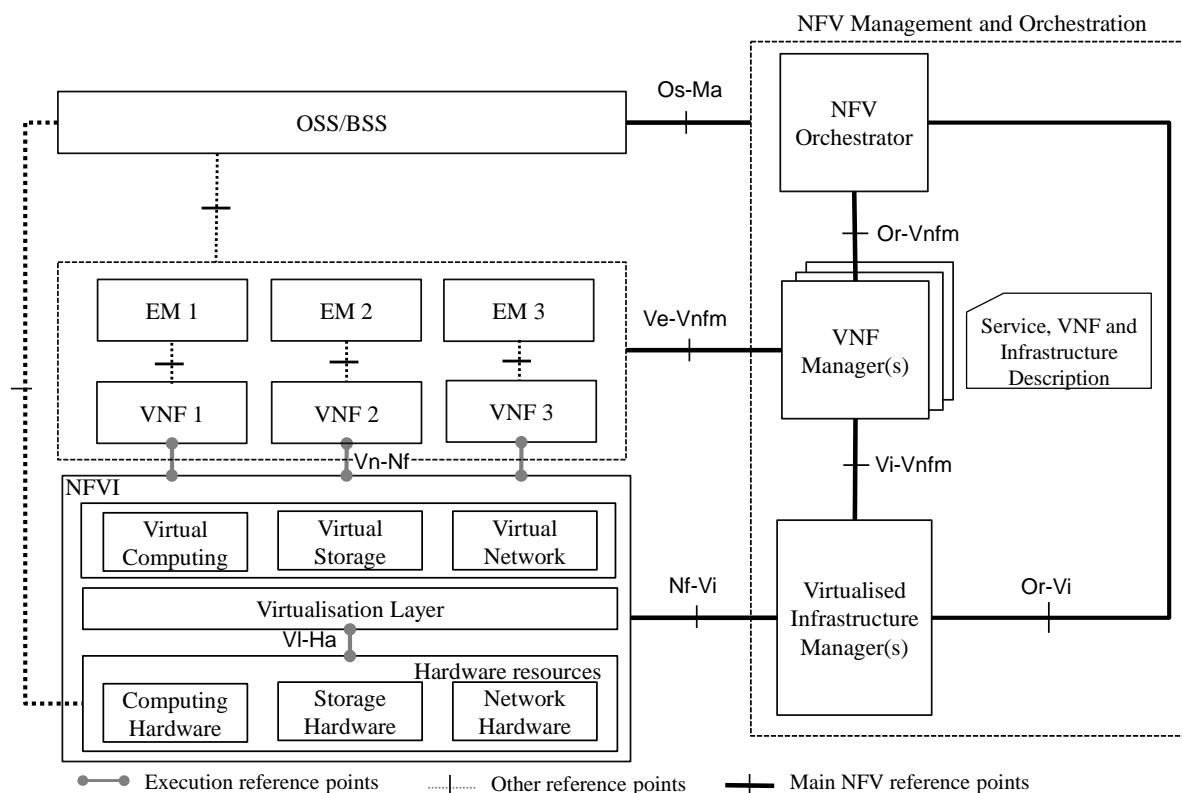 NFV Management and Orchestration
Os-Ma
OSS/BSS
NFV
Orchestrator
Or-Vnfm
EM 1
EM 2
EM 3
Ve-Vnfm
VNF
Manager(s)
Service, VNF and
Infrastructure
Description
VNF 1
VNF 2
VNF 3
Vn-Nf
Vi-Vnfm
NFVI
Virtual
Computing
Virtual
Storage
Virtual
Network
Virtualisation Layer
Nf-Vi
Virtualised
Infrastructure
Manager(s)
Or-Vi
Vl-Ha
Hardware resources
Computing
Hardware
Storage
Hardware
Network
Hardware
Execution reference points
Other reference points
Main NFV reference points